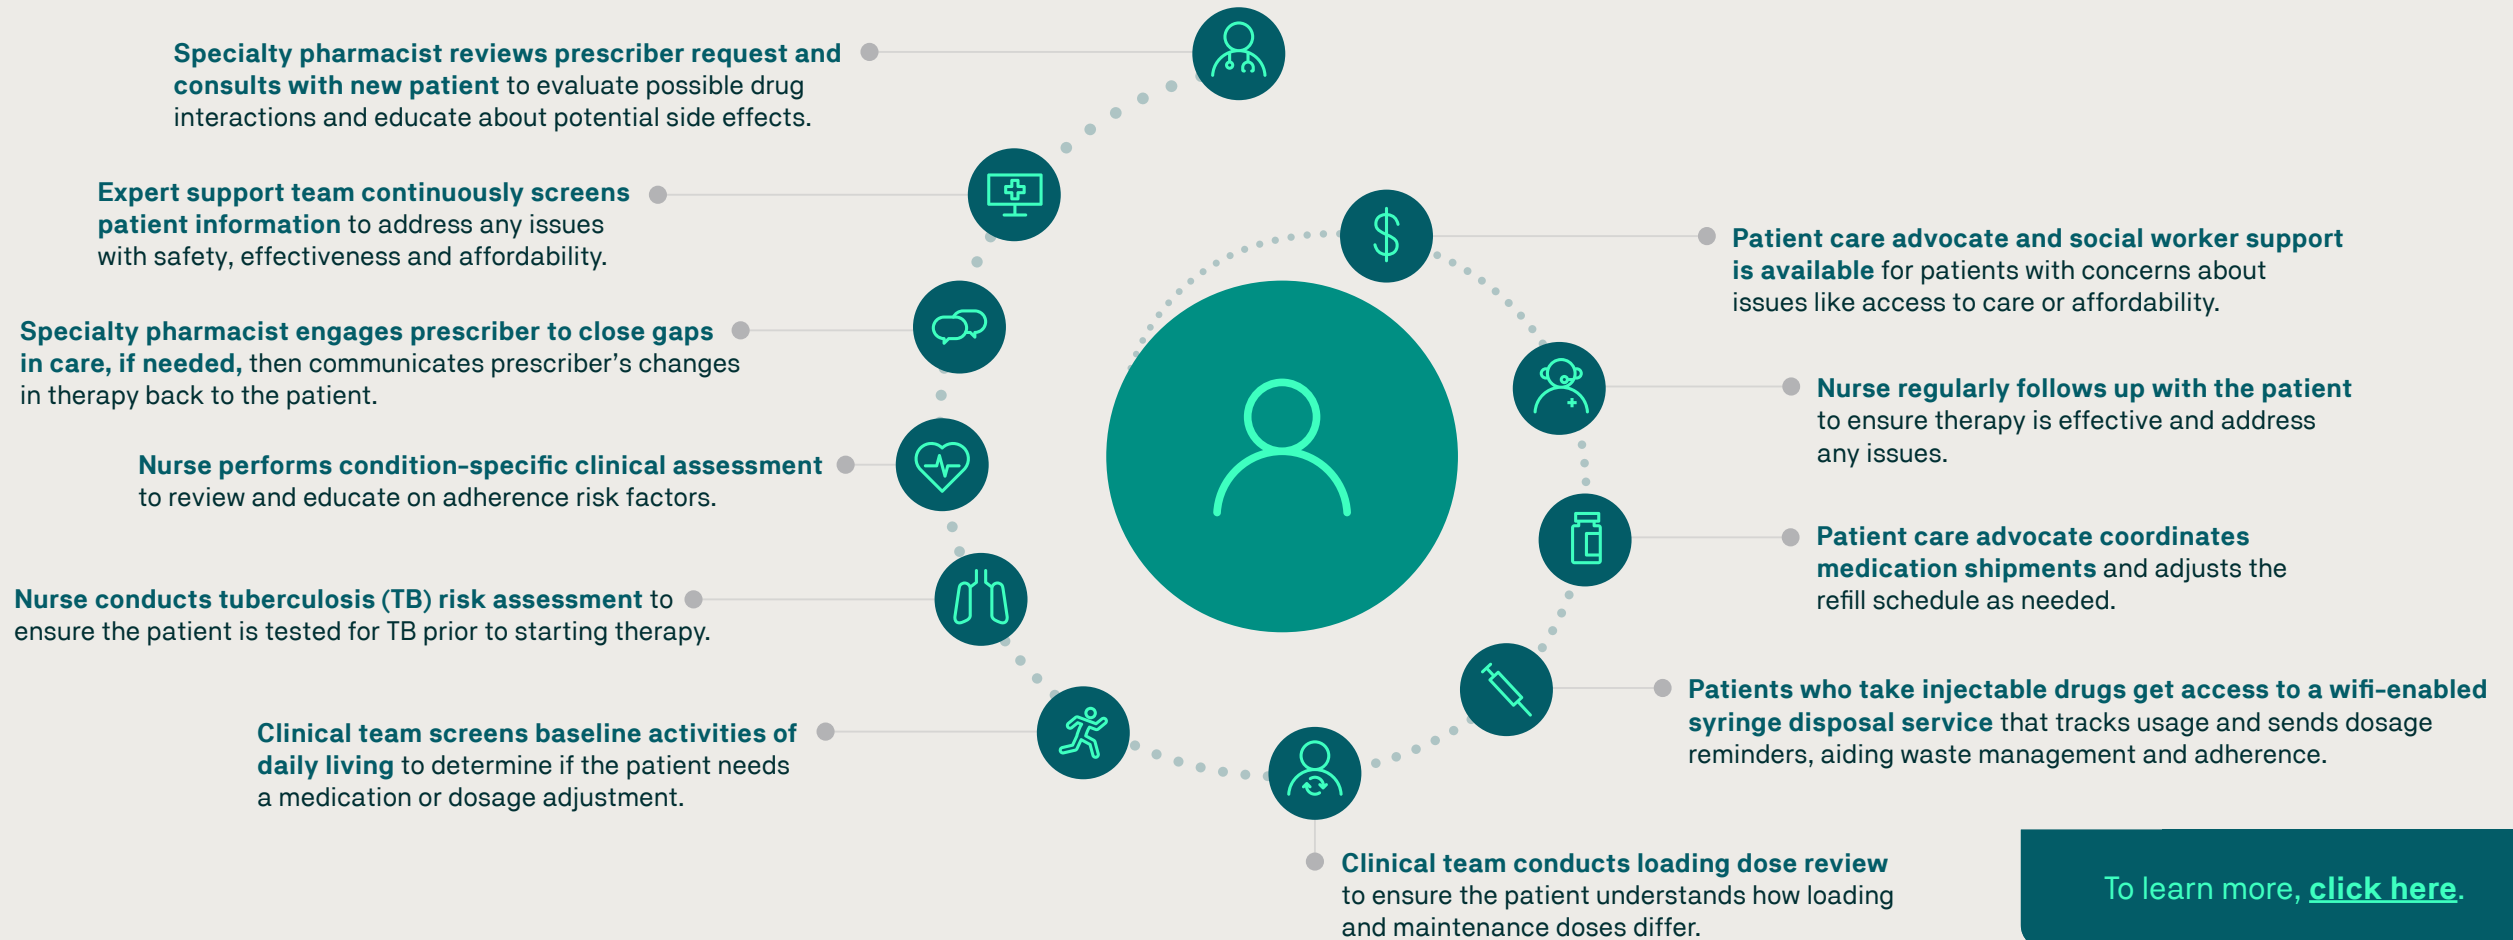 Specialty pharmacist reviews prescriber request and
consults with new patient to evaluate possible drug
interactions and educate about potential side effects.
Expert support team continuously screens
patient information to address any issues
with safety, effectiveness and affordability.
Specialty pharmacist engages prescriber to close gaps
in care, if needed, then communicates prescriber’s changes
in therapy back to the patient.
Nurse performs condition-specific clinical assessment
to review and educate on adherence risk factors.
Nurse conducts tuberculosis (TB) risk assessment to
ensure the patient is tested for TB prior to starting therapy.
Clinical team screens baseline activities of
daily living to determine if the patient needs
a medication or dosage adjustment.
Clinical team conducts loading dose review
to ensure the patient understands how loading
and maintenance doses differ.
Patients who take injectable drugs get access to a wifi-enabled
syringe disposal service that tracks usage and sends dosage
reminders, aiding waste management and adherence.
Patient care advocate coordinates
medication shipments and adjusts the
refill schedule as needed.
Nurse regularly follows up with the patient
to ensure therapy is effective and address
any issues.
$
Patient care advocate and social worker support
is available for patients with concerns about
issues like access to care or affordability.
To learn more, click here.